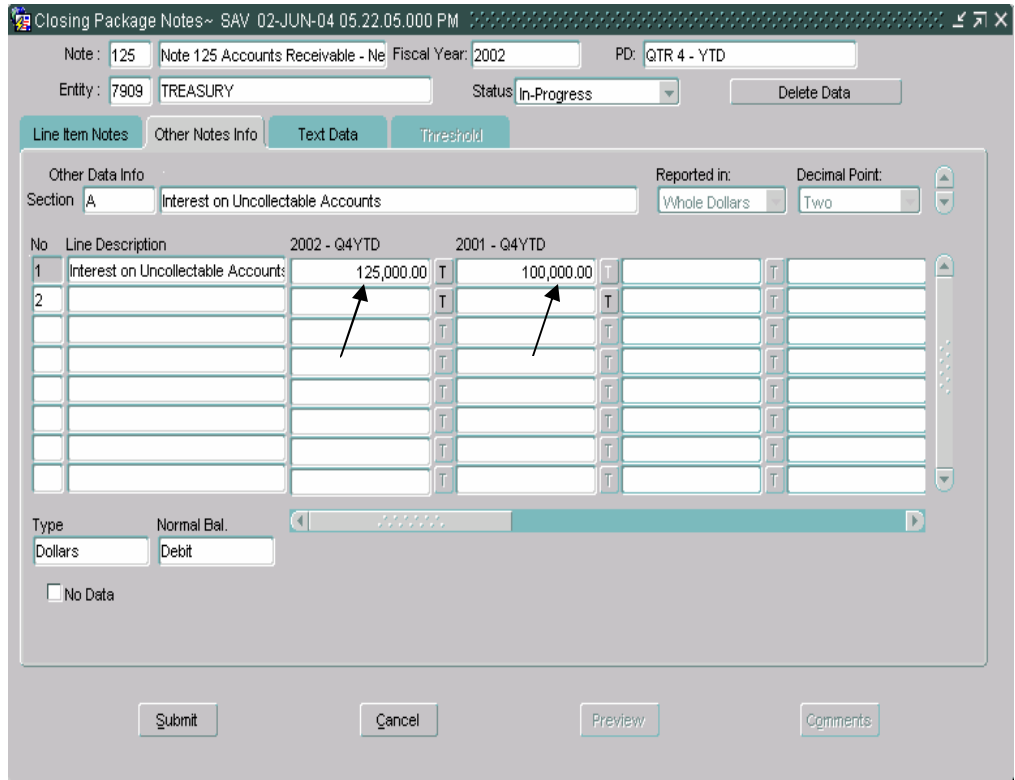 Closing Package Notes~ SAV 02-JUN-04 05.22.05.000 PM
Note : 125 Note 125 Accounts Receivable - Ne Fiscal Year: 2002 PD: QTR 4 - YTD
Entity : 7909 TREASURY Status In-Progress Delete Data
Line Item Notes Other Notes Info Text Data Threshold
Other Data Info Reported in: Decimal Point:
Section A Interest on Uncollectable Accounts Whole Dollars Two
No Line Description 2002 - Q4YTD 2001 - Q4YTD
1 Interest on Uncollectable Accounts 125,000.00 T 100,000.00 T T
2 T T T
T T T
T T T
T T T
T T T
T T T
T T T
Type Normal Bal.
Dollars Debit
No Data
Submit Cancel Preview Comments